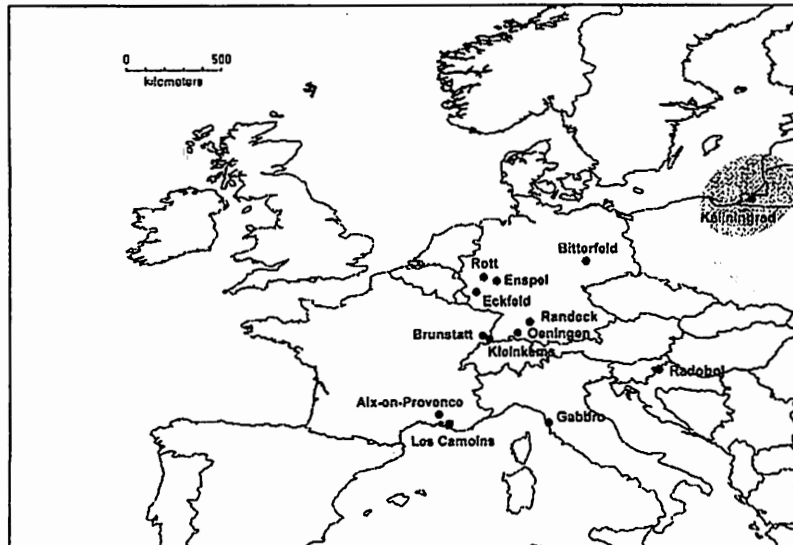 0 500
kilometers
Kaliningrad
Bitterfeld
Rott
Enspel
Eckfeld
Randeck
Brunstatt
Oeningen
Kleinkems
Radoboj
Aix-en-Provence
Gabbro
Les Camoins